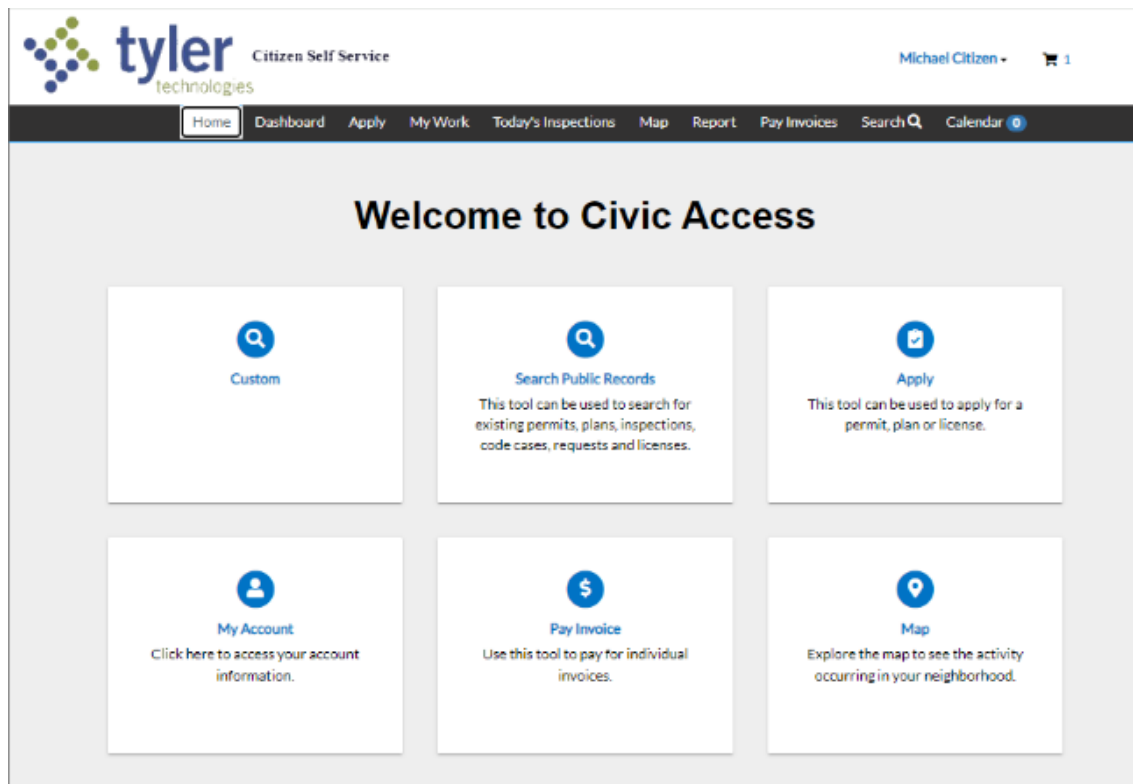 tyler
technologies
Citizen Self Service
Michael Citizen
1
Home Dashboard Apply My Work Today's Inspections Map Report Pay Invoices Search Calendar 0
Welcome to Civic Access
Custom
Search Public Records
This tool can be used to search for
existing permits, plans, inspections,
code cases, requests and licenses.
Apply
This tool can be used to apply for a
permit, plan or license.
My Account
Click here to access your account
information.
Pay Invoice
Use this tool to pay for individual
invoices.
Map
Explore the map to see the activity
occurring in your neighborhood.